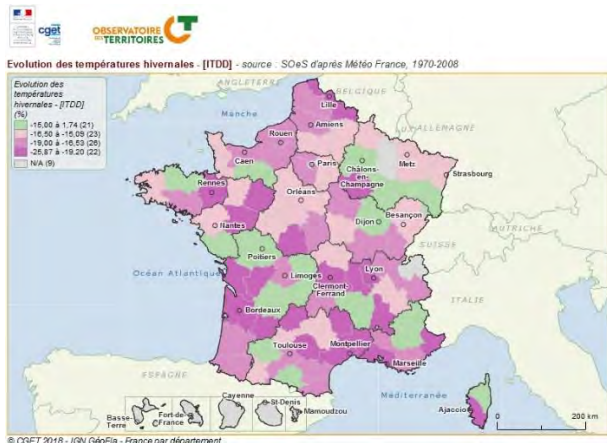 cget
OBSERVATOIRE
DES TERRITOIRES
Evolution des températures hivernales - [ITDD] - source : SOeS d'après Météo France, 1970-2008
Evolution des
températures
hivernales - [ITDD]
(%)
-15,00 à 1,74 (21)
-16,50 à -15,09 (23)
-19,00 à -16,53 (26)
-25,87 à -19,20 (22)
N/A (9)
ANGLETERRE
BELGIQUE
Lille
Manche
Amiens
LUX
ALLEMAGNE
Rouen
Caen
Paris
Châlons-
en-
Champagne
Metz
Strasbourg
Rennes
Orléans
Nantes
Dijon
Besançon
AUTRICHE
SUISSE
Poitiers
Océan Atlantique
Limoges
Clermont-
Ferrand
Lyon
ITALIE
Bordeaux
Toulouse
Montpellier
Marseille
ESPAGNE
Méditerranée
Cayenne
St-Denis
Basse-
Terre
Fort-de-
France
Mamoudzou
Ajaccio
0
200 km
© CGET 2018 - IGN GéoFla - France par département